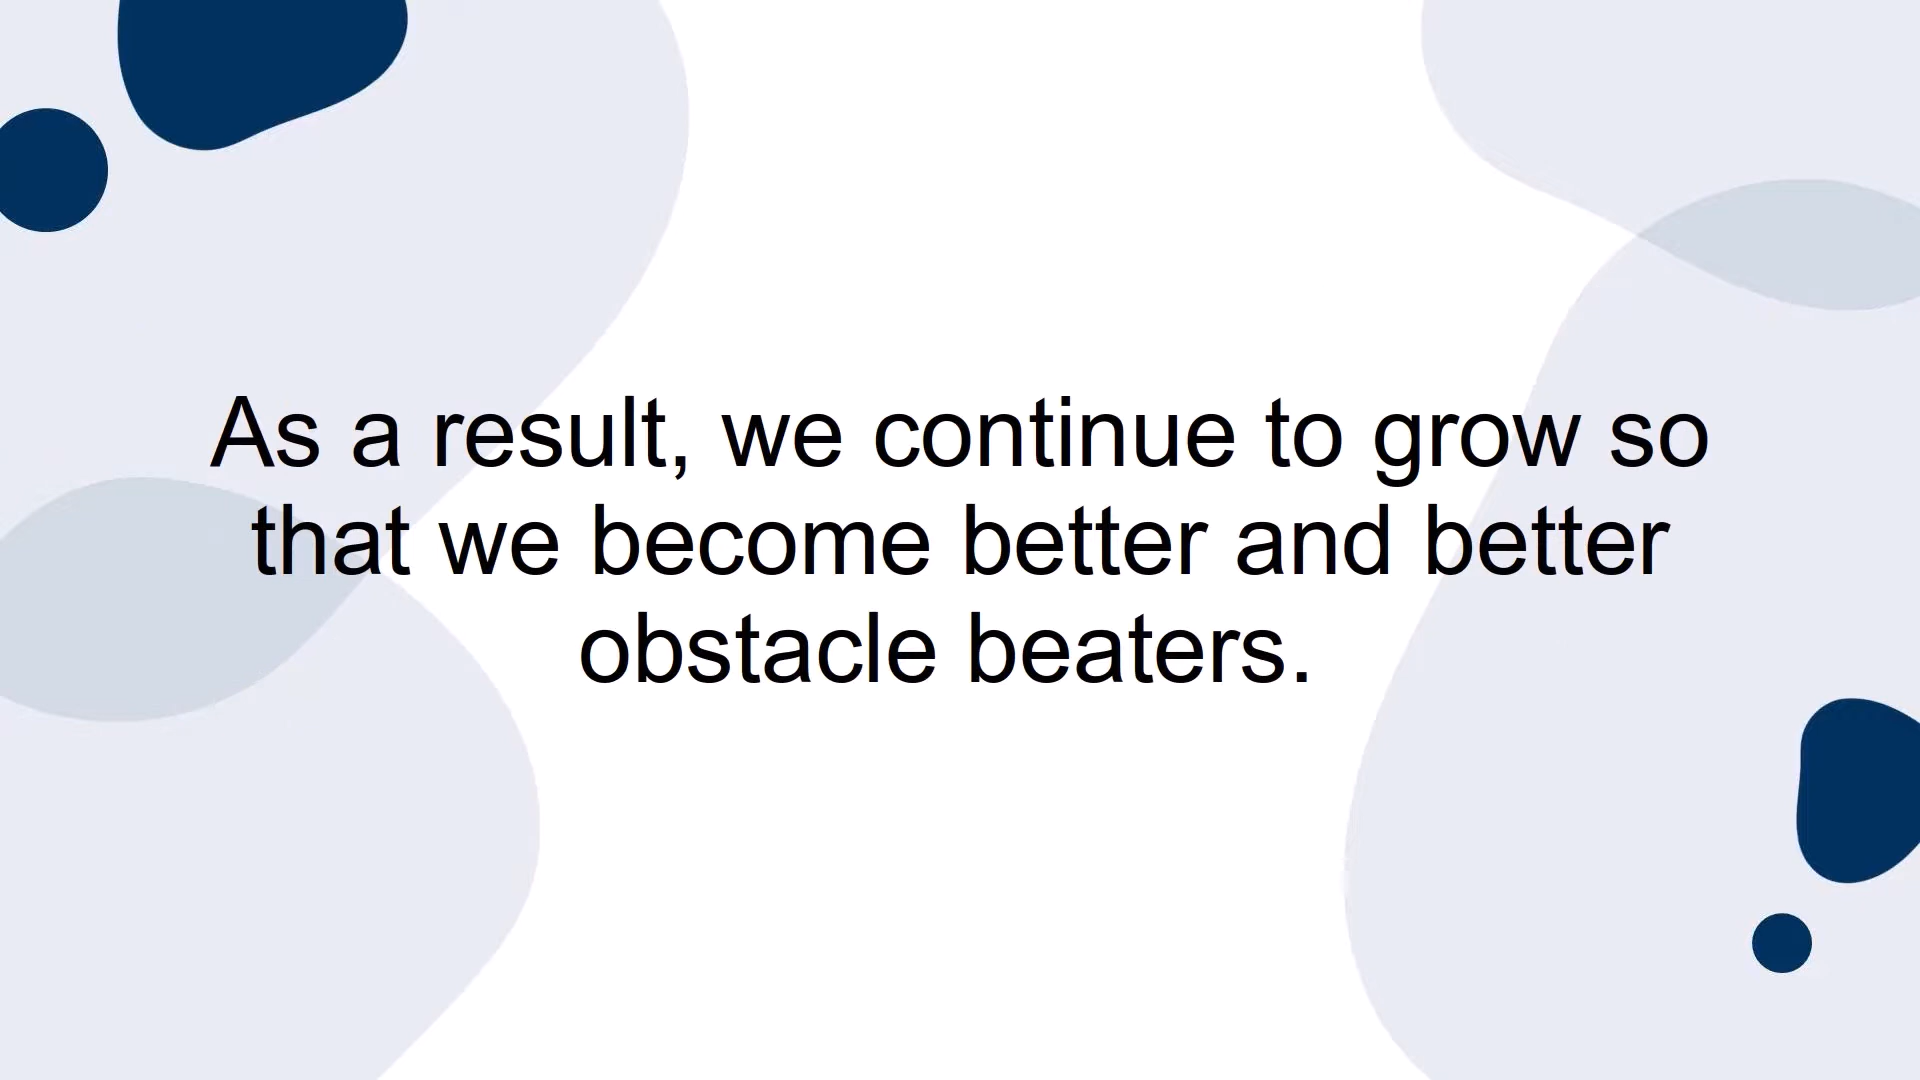 As a result, we continue to grow so
that we become better and better
obstacle beaters.